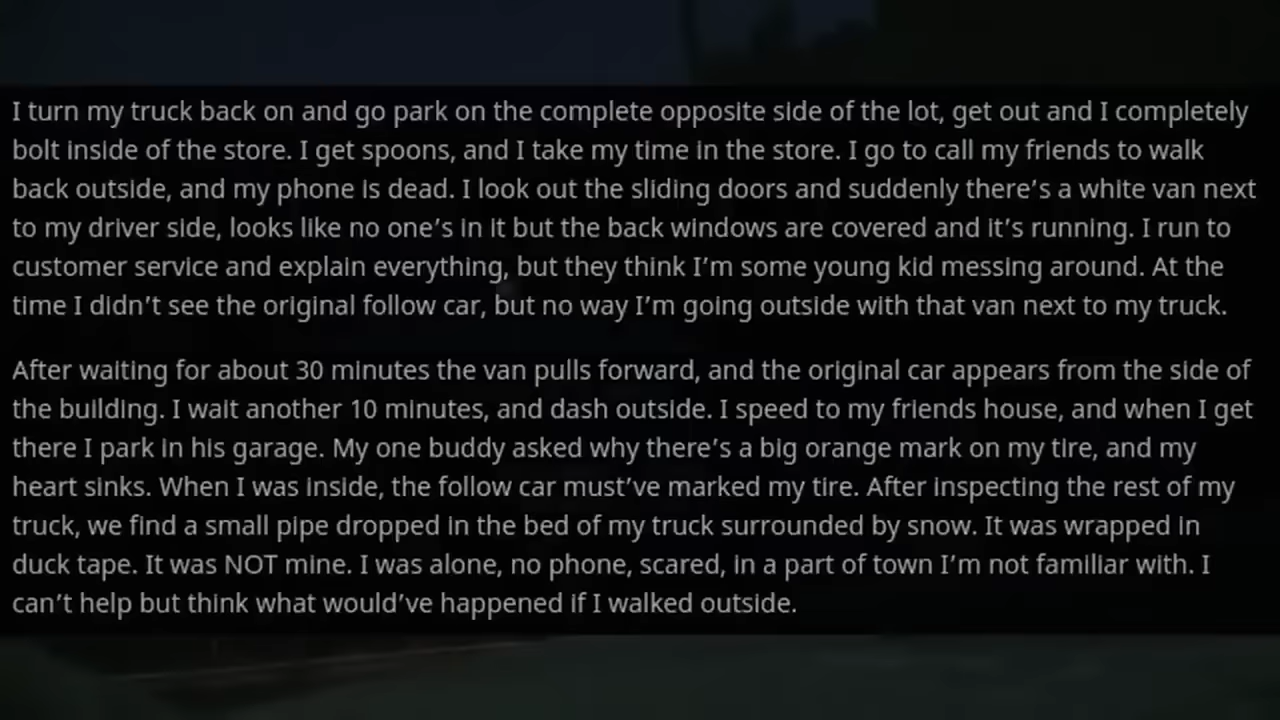 I turn my truck back on and go park on the complete opposite side of the lot, get out and I completely
bolt inside of the store. I get spoons, and I take my time in the store. I go to call my friends to walk
back outside, and my phone is dead. I look out the sliding doors and suddenly there's a white van next
to my driver side, looks like no one's in it but the back windows are covered and it's running. I run to
customer service and explain everything, but they think I'm some young kid messing around. At the
time I didn't see the original follow car, but no way I'm going outside with that van next to my truck.
After waiting for about 30 minutes the van pulls forward, and the original car appears from the side of
the building. I wait another 10 minutes, and dash outside. I speed to my friends house, and when I get
there I park in his garage. My one buddy asked why there's a big orange mark on my tire, and my
heart sinks. When I was inside, the follow car must've marked my tire. After inspecting the rest of my
truck, we find a small pipe dropped in the bed of my truck surrounded by snow. It was wrapped in
duck tape. It was NOT mine. I was alone, no phone, scared, in a part of town I'm not familiar with. I
can't help but think what would've happened if I walked outside.